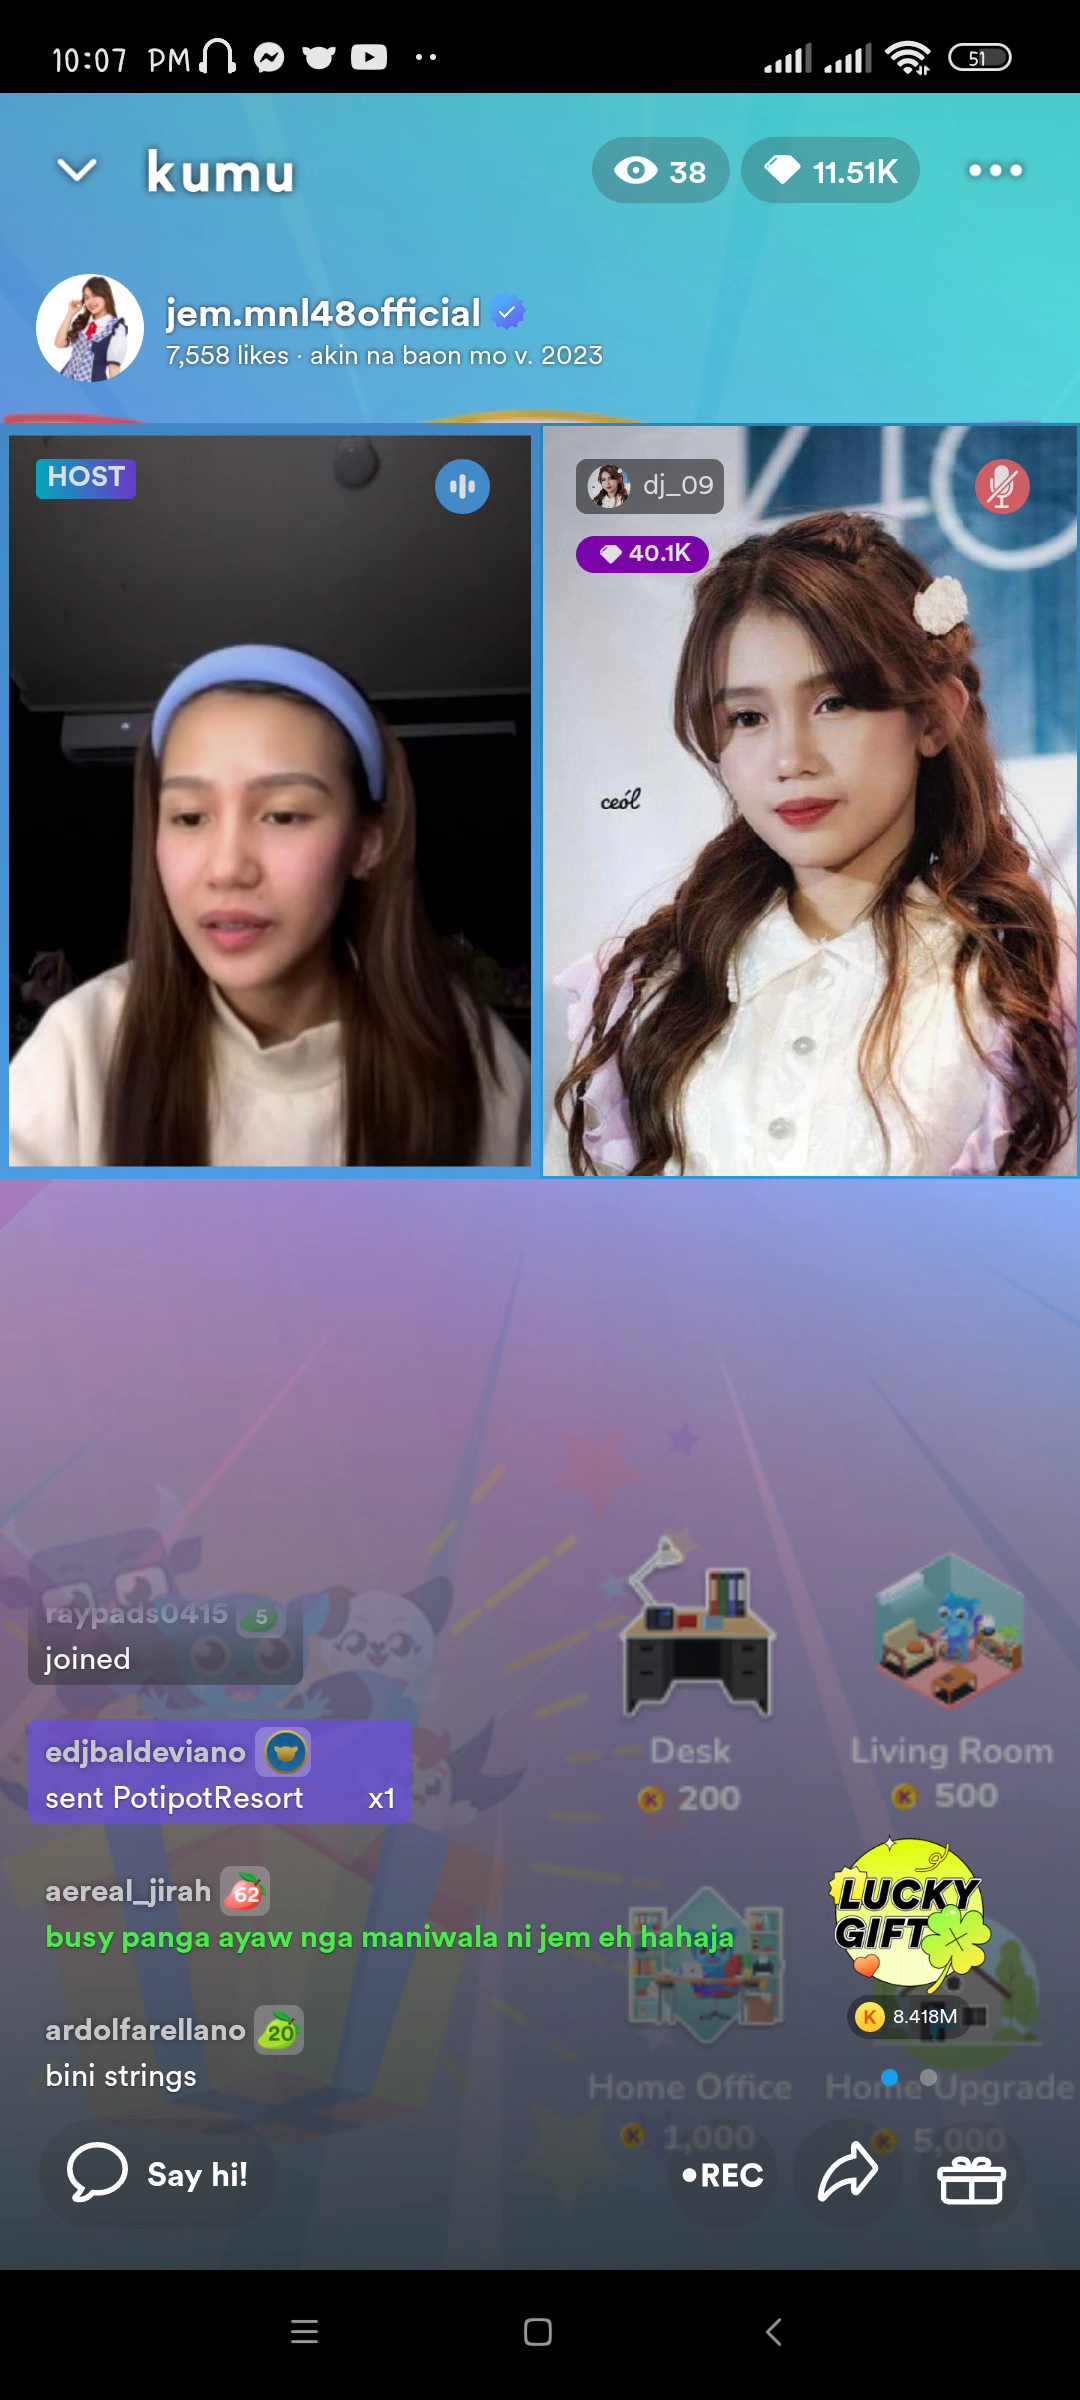 10:07 PM
51
kumu
38
11.51K
jem.mnl48official
7,558 likes · akin na baon mo v. 2023
HOST
dj_09
40.1K
ceól
raypads0415 5
joined
edjbaldeviano
sent PotipotResort x1
aereal_jirah 62
busy panga ayaw nga maniwala ni jem eh hahaja
ardolfarellano 20
bini strings
Desk
200
Living Room
500
LUCKY
GIFT
K 8.418M
Home Office
1,000
Home Upgrade
5,000
Say hi!
REC